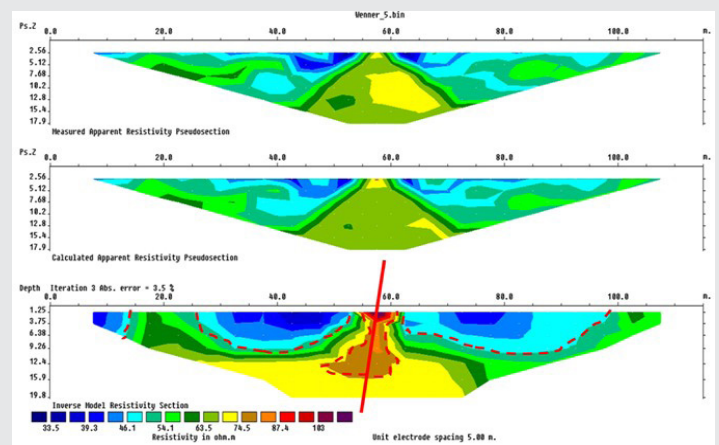 Wenner_5.bin
Ps.Z 0.0 20.0 40.0 60.0 80.0 100.0 m.
2.56
5.12
7.68
10.2
12.8
15.4
17.9
Measured Apparent Resistivity Pseudosection
Ps.Z 0.0 20.0 40.0 60.0 80.0 100.0 m.
2.56
5.12
7.68
10.2
12.8
15.4
17.9
Calculated Apparent Resistivity Pseudosection
Depth Iteration 3 Abs. error = 3.5 %
0.0 20.0 40.0 60.0 80.0 100.0 m.
1.25
3.75
6.38
9.26
12.4
15.9
19.8
Inverse Model Resistivity Section
33.5 39.3 46.1 54.1 63.5 74.5 87.4 103
Resistivity in ohm.m Unit electrode spacing 5.00 m.